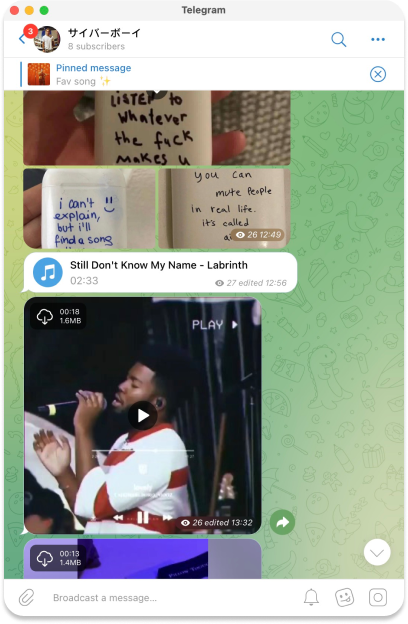 Telegram
3
サイバーボーイ
8 subscribers
Pinned message
Fav song ✨
LISTEN to
whatever
the fuck
makes u
i can't
explain,
but i'll
find a song
you can
mute people
in real life.
it's called
a
26 12:49
Still Don't Know My Name - Labrinth
02:33
27 edited 12:56
00:18
1.6MB
PLAY
26 edited 13:32
00:13
1.4MB
Broadcast a message...